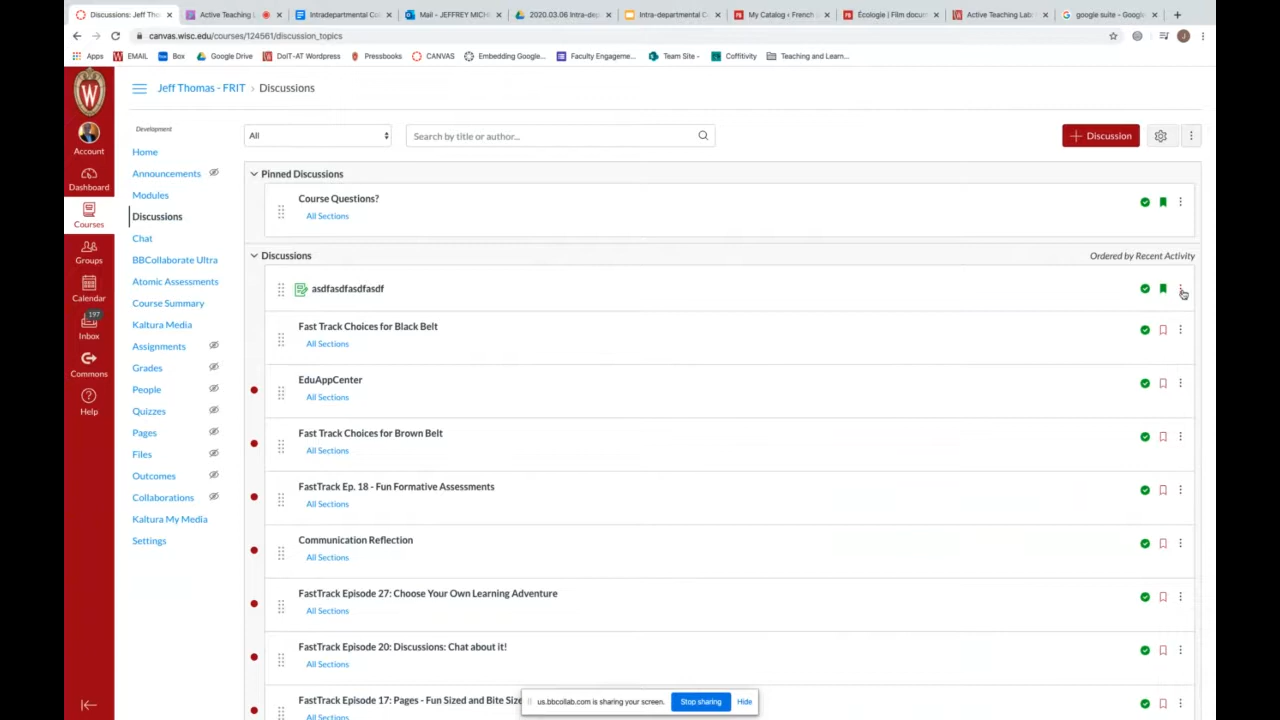 Discussions: Jeff Thom
Active Teaching L
Intradepartmental Co
Mail - JEFFREY MICH
2020.03.06 Intra-dep
Intra-departmental C
My Catalog ‹ French
Écologie | Film docum
Active Teaching Lab
google suite - Google
canvas.wisc.edu/courses/124561/discussion_topics
J
Apps
EMAIL
Box
Google Drive
DoIT-AT Wordpress
Pressbooks
CANVAS
Embedding Google...
Faculty Engageme...
Team Site -
Coffitivity
Teaching and Learn...
W
Account
Dashboard
Courses
Groups
Calendar
197
Inbox
Commons
Help
Jeff Thomas - FRIT › Discussions
Development
Home
Announcements
Modules
Discussions
Chat
BBCollaborate Ultra
Atomic Assessments
Course Summary
Kaltura Media
Assignments
Grades
People
Quizzes
Pages
Files
Outcomes
Collaborations
Kaltura My Media
Settings
All
Search by title or author...
Discussion
Pinned Discussions
Course Questions?
All Sections
Discussions
Ordered by Recent Activity
asdfasdfasdfasdf
Fast Track Choices for Black Belt
All Sections
EduAppCenter
All Sections
Fast Track Choices for Brown Belt
All Sections
FastTrack Ep. 18 - Fun Formative Assessments
All Sections
Communication Reflection
All Sections
FastTrack Episode 27: Choose Your Own Learning Adventure
All Sections
FastTrack Episode 20: Discussions: Chat about it!
All Sections
FastTrack Episode 17: Pages - Fun Sized and Bite Size
All Sections
us.bbcollab.com is sharing your screen.
Stop sharing
Hide